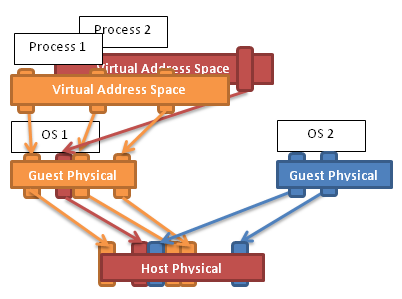 Process 2
Process 1
Virtual Address Space
Virtual Address Space
OS 1
OS 2
Guest Physical
Guest Physical
Host Physical